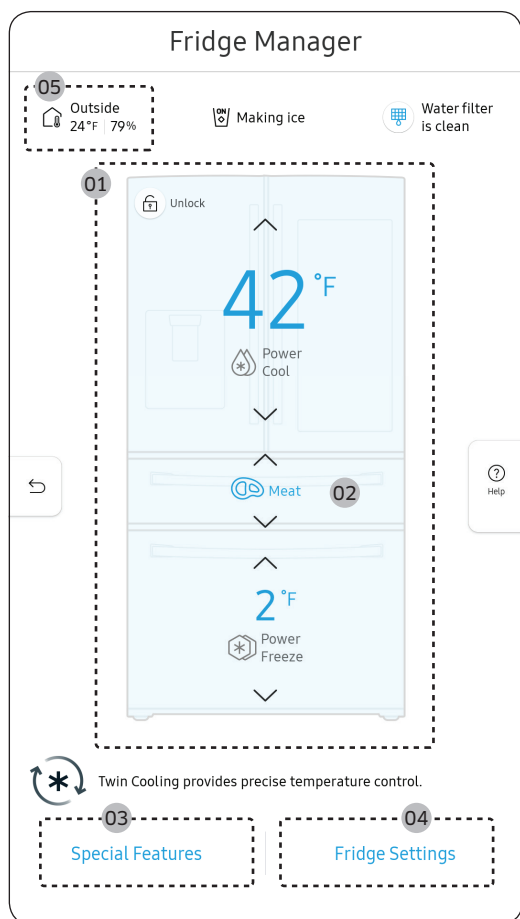 Fridge Manager
05
Outside
24°F | 79%
ON
Making ice
Water filter
is clean
01
Unlock
42°F
Power
Cool
Meat
02
Help
2°F
Power
Freeze
Twin Cooling provides precise temperature control.
03
04
Special Features
Fridge Settings